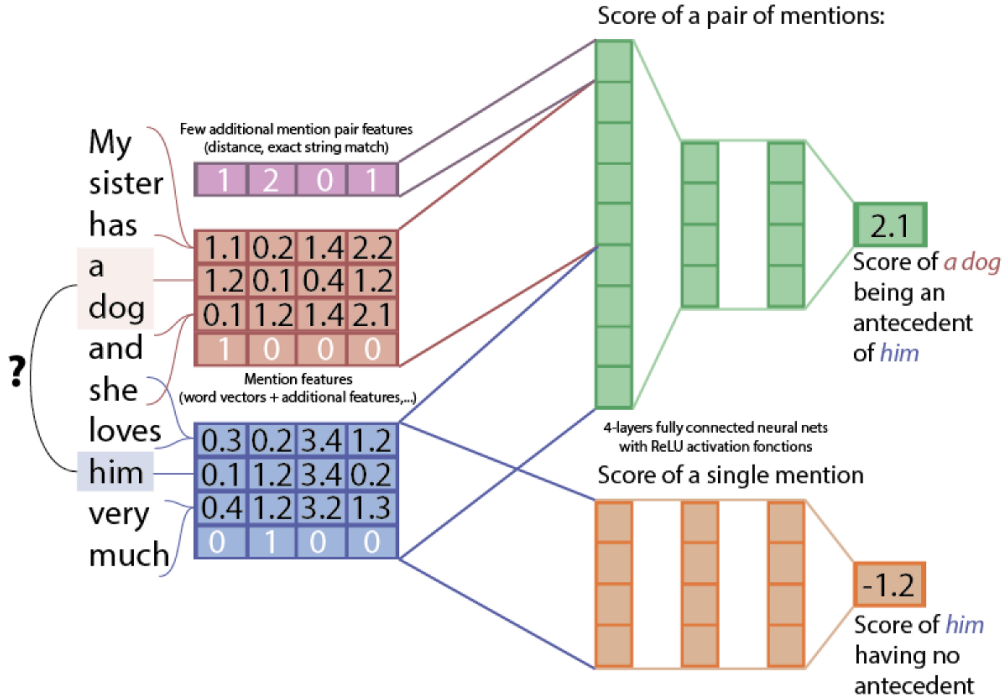 Score of a pair of mentions:
Few additional mention pair features
(distance, exact string match)
1 2 0 1
My
sister
has
a
dog
and
she
loves
him
very
much
?
1.1 0.2 1.4 2.2
1.2 0.1 0.4 1.2
0.1 1.2 1.4 2.1
1 0 0 0
Mention features
(word vectors + additional features,...)
0.3 0.2 3.4 1.2
0.1 1.2 3.4 0.2
0.4 1.2 3.2 1.3
0 1 0 0
2.1
Score of a dog
being an
antecedent
of him
4-layers fully connected neural nets
with ReLU activation fonctions
Score of a single mention
-1.2
Score of him
having no
antecedent